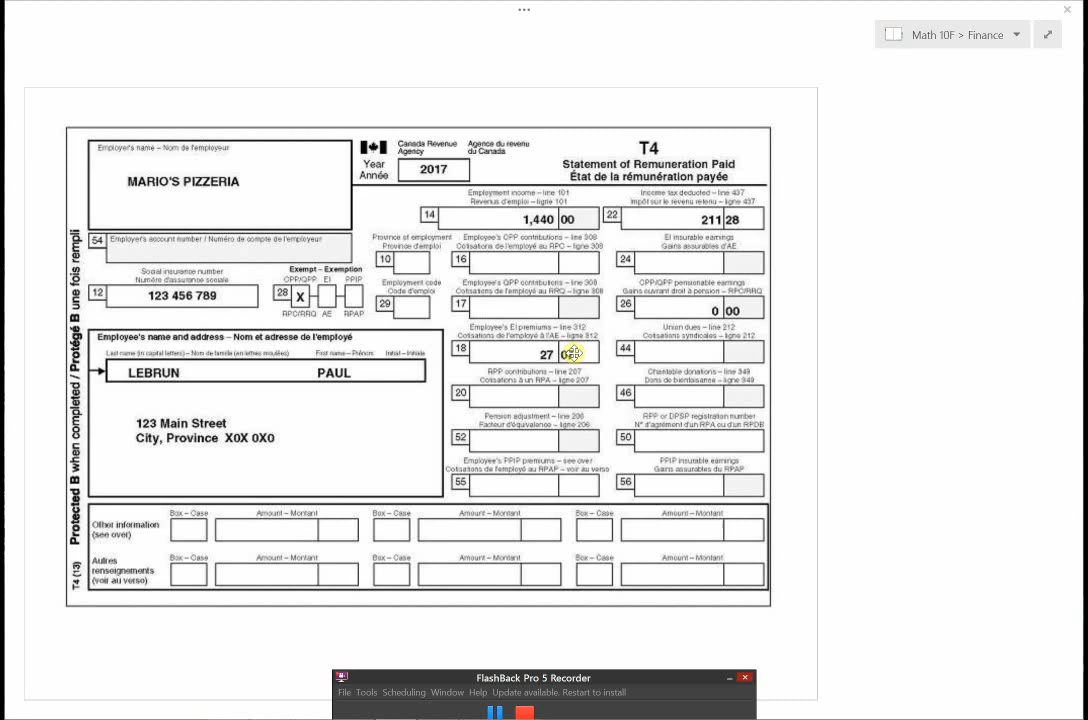 Math 10F > Finance
Employer's name – Nom de l'employeur
MARIO'S PIZZERIA
Canada Revenue Agency
Agence du revenu du Canada
Year
Année
2017
T4
Statement of Remuneration Paid
État de la rémunération payée
Employment income – line 101
Revenus d'emploi – ligne 101
14
1,440 00
Income tax deducted – line 437
Impôt sur le revenu retenu – ligne 437
22
211 28
54
Employer's account number / Numéro de compte de l'employeur
Province of employment
Province d'emploi
10
Employee's CPP contributions – line 308
Cotisations de l'employé au RPC – ligne 308
16
EI insurable earnings
Gains assurables d'AE
24
Social insurance number
Numéro d'assurance sociale
12
123 456 789
Exempt – Exemption
CPP/QPP EI PPIP
28
X
RPC/RRQ AE RPAP
Employment code
Code d'emploi
29
Employee's QPP contributions – line 308
Cotisations de l'employé au RRQ – ligne 308
17
CPP/QPP pensionable earnings
Gains ouvrant droit à pension – RPC/RRQ
26
0 00
Employee's name and address – Nom et adresse de l'employé
Last name (in capital letters) – Nom de famille (en lettres moulées)
First name – Prénom
Initial – Initiale
LEBRUN PAUL
123 Main Street
City, Province X0X 0X0
Employee's EI premiums – line 312
Cotisations de l'employé à l'AE – ligne 312
18
27
Union dues – line 212
Cotisations syndicales – ligne 212
44
RPP contributions – line 207
Cotisations à un RPA – ligne 207
20
Charitable donations – line 349
Dons de bienfaisance – ligne 349
46
Pension adjustment – line 206
Facteur d'équivalence – ligne 206
52
RPP or DPSP registration number
N° d'agrément d'un RPA ou d'un RPDB
50
Employee's PPIP premiums – see over
Cotisations de l'employé au RPAP – voir au verso
55
PPIP insurable earnings
Gains assurables du RPAP
56
Protected B when completed / Protégé B une fois rempli
T4 (13)
Other information
(see over)
Box – Case Amount – Montant Box – Case Amount – Montant Box – Case Amount – Montant
Autres
renseignements
(voir au verso)
Box – Case Amount – Montant Box – Case Amount – Montant Box – Case Amount – Montant
FlashBack Pro 5 Recorder
File Tools Scheduling Window Help Update available. Restart to install